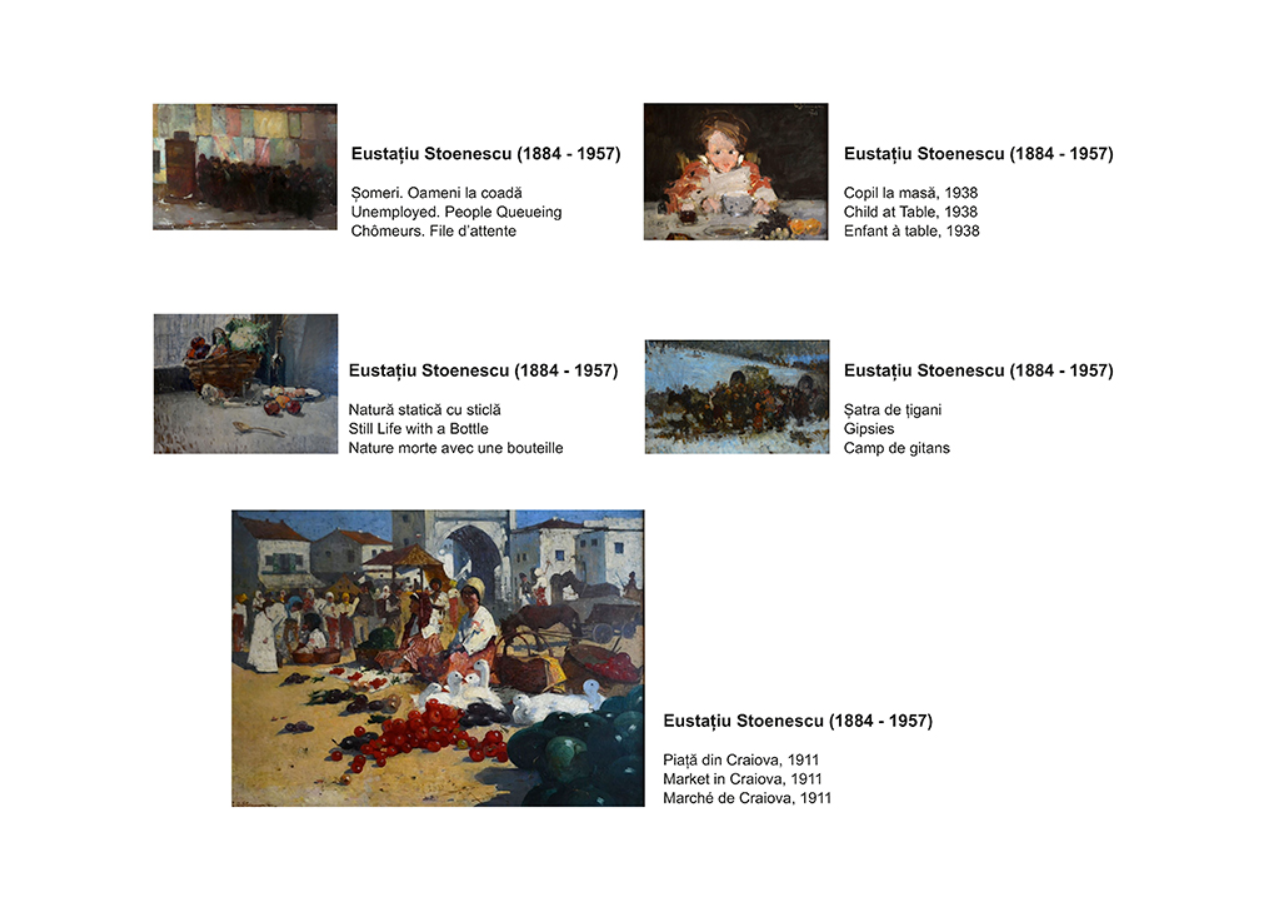 Eustațiu Stoenescu (1884 - 1957)
Șomeri. Oameni la coadă
Unemployed. People Queueing
Chômeurs. File d'attente
Eustațiu Stoenescu (1884 - 1957)
Copil la masă, 1938
Child at Table, 1938
Enfant à table, 1938
Eustațiu Stoenescu (1884 - 1957)
Natură statică cu sticlă
Still Life with a Bottle
Nature morte avec une bouteille
Eustațiu Stoenescu (1884 - 1957)
Șatra de țigani
Gipsies
Camp de gitans
Eustațiu Stoenescu (1884 - 1957)
Piață din Craiova, 1911
Market in Craiova, 1911
Marché de Craiova, 1911